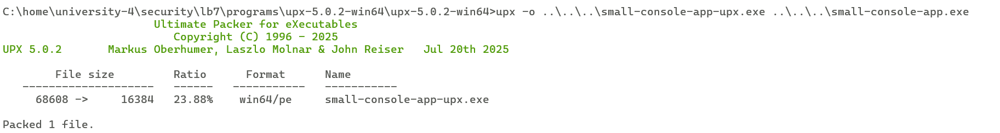 C:\home\university-4\security\lb7\programs\upx-5.0.2-win64\upx-5.0.2-win64>upx -o ..\..\..\small-console-app-upx.exe ..\..\..\small-console-app.exe
                       Ultimate Packer for eXecutables
                          Copyright (C) 1996 - 2025
UPX 5.0.2       Markus Oberhumer, Laszlo Molnar & John Reiser   Jul 20th 2025

        File size         Ratio      Format      Name
   --------------------   ------   -----------   -----------
     68608 ->     16384   23.88%    win64/pe     small-console-app-upx.exe

Packed 1 file.